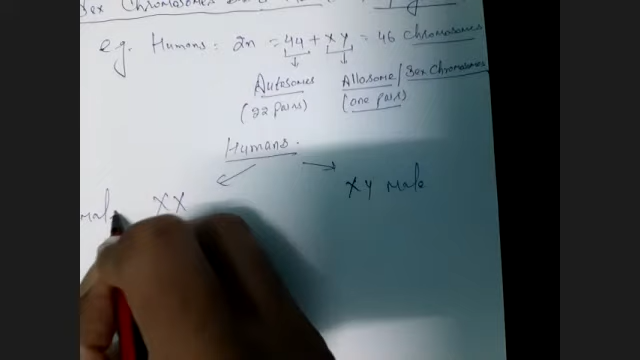 Sex Chromosomes
e.g. Humans: 2n = 44 + XY = 46 Chromosomes
Autosomes Allosome/Sex Chromosomes
(22 pairs) (one pair)
Humans.
XX XY Male